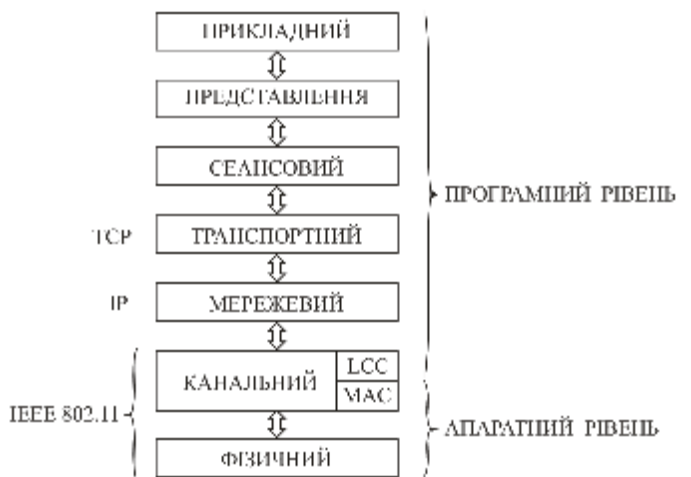 ПРИКЛАДНИЙ
ПРЕДСТАВЛЕННЯ
СЕАНСОВИЙ
ПРОГРАМНИЙ РІВЕНЬ
TCP
ТРАНСПОРТНИЙ
IP
МЕРЕЖЕВИЙ
КАНАЛЬНИЙ
LCC
MAC
IEEE 802.11
АПАРАТНИЙ РІВЕНЬ
ФІЗИЧНИЙ